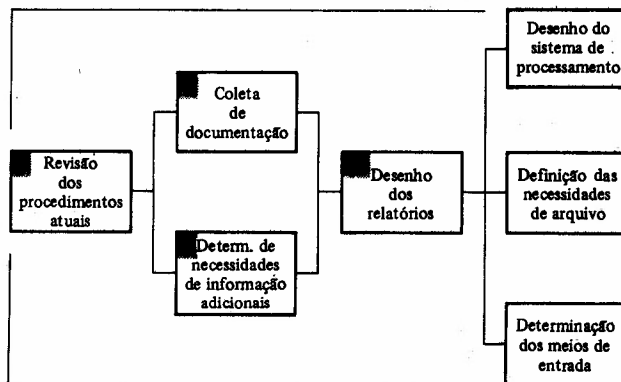 Revisão
dos
procedimentos
atuais
Coleta
de
documentação
Determ. de
necessidades
de informação
adicionais
Desenho
dos
relatórios
Desenho do
sistema de
processamento
Definição das
necessidades
de arquivo
Determinação
dos meios de
entrada